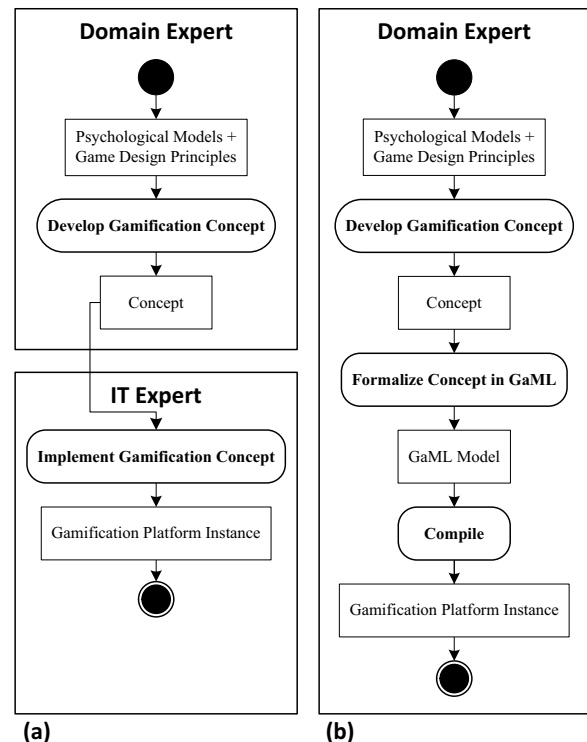 Domain Expert
Psychological Models +
Game Design Principles
Develop Gamification Concept
Concept
IT Expert
Implement Gamification Concept
Gamification Platform Instance
(a)
Domain Expert
Psychological Models +
Game Design Principles
Develop Gamification Concept
Concept
Formalize Concept in GaML
GaML Model
Compile
Gamification Platform Instance
(b)